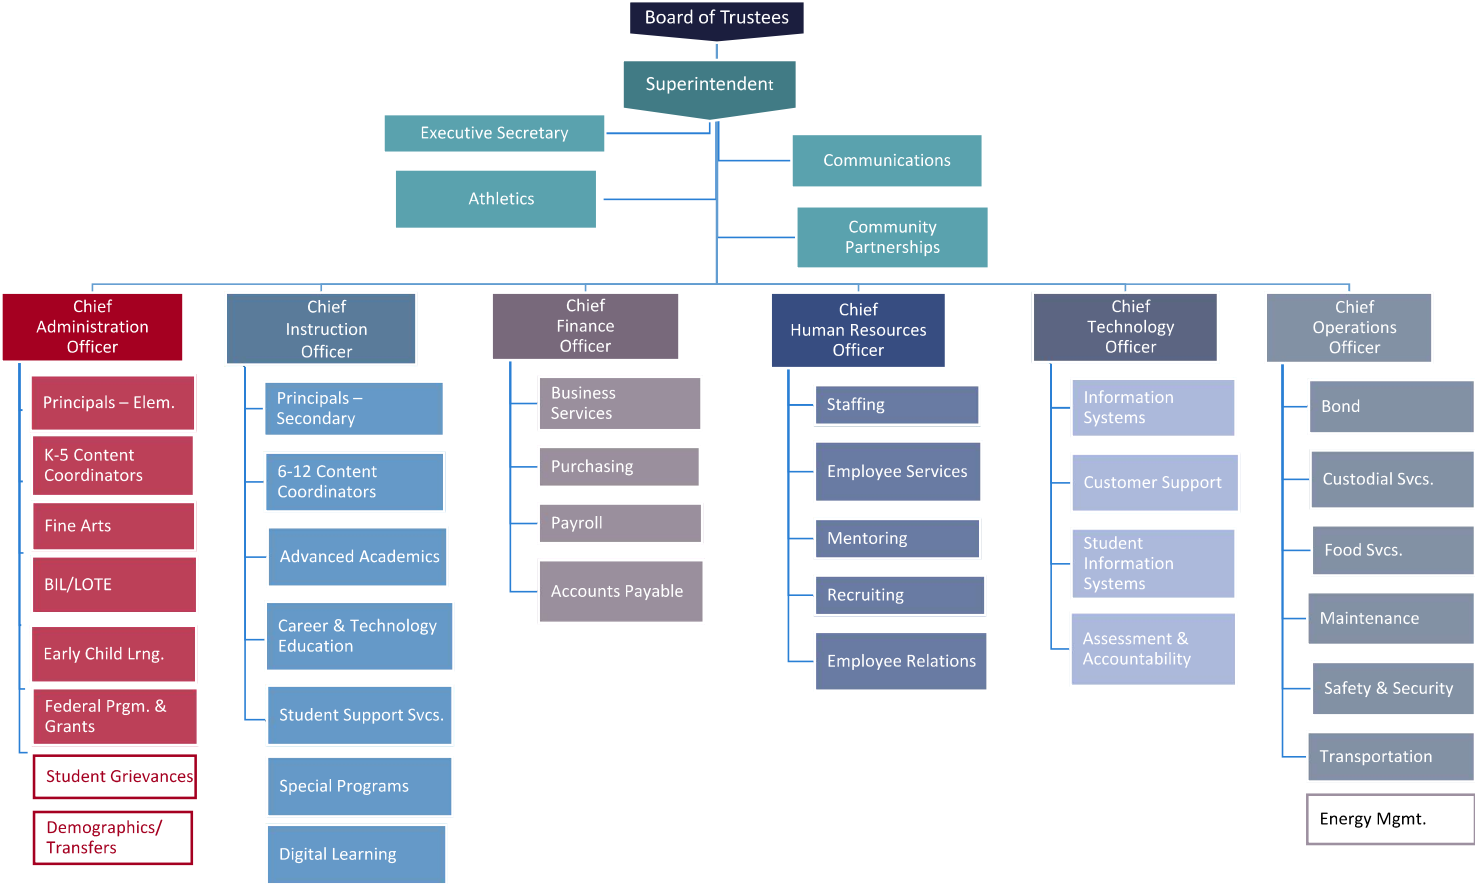 Board of Trustees
Superintendent
Executive Secretary
Communications
Athletics
Community
Partnerships
Chief
Administration
Officer
Principals – Elem.
K-5 Content
Coordinators
Fine Arts
BIL/LOTE
Early Child Lrng.
Federal Prgm. &
Grants
Student Grievances
Demographics/
Transfers
Chief
Instruction
Officer
Principals –
Secondary
6-12 Content
Coordinators
Advanced Academics
Career & Technology
Education
Student Support Svcs.
Special Programs
Digital Learning
Chief
Finance
Officer
Business
Services
Purchasing
Payroll
Accounts Payable
Chief
Human Resources
Officer
Staffing
Employee Services
Mentoring
Recruiting
Employee Relations
Chief
Technology
Officer
Information
Systems
Customer Support
Student
Information
Systems
Assessment &
Accountability
Chief
Operations
Officer
Bond
Custodial Svcs.
Food Svcs.
Maintenance
Safety & Security
Transportation
Energy Mgmt.